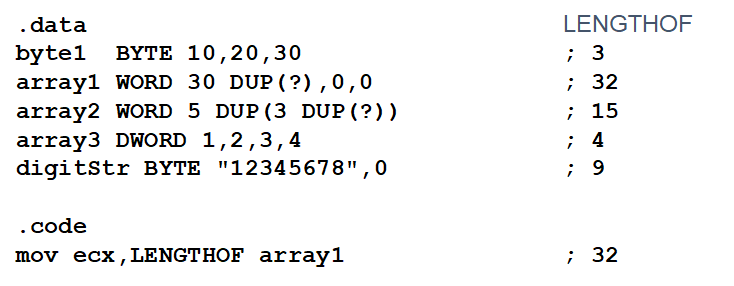 .data LENGTHOF
byte1 BYTE 10,20,30 ; 3
array1 WORD 30 DUP(?),0,0 ; 32
array2 WORD 5 DUP(3 DUP(?)) ; 15
array3 DWORD 1,2,3,4 ; 4
digitStr BYTE "12345678",0 ; 9
.code
mov ecx,LENGTHOF array1 ; 32